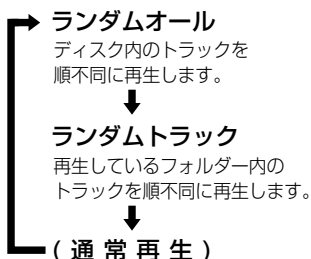 ランダムオール
ディスク内のトラックを
順不同に再生します。
ランダムトラック
再生しているフォルダー内の
トラックを順不同に再生します。
( 通 常 再 生 )